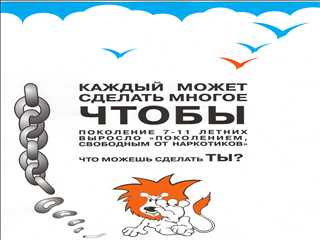 КАЖДЫЙ МОЖЕТ
СДЕЛАТЬ МНОГОЕ
ЧТОБЫ
ПОКОЛЕНИЕ 7-11 ЛЕТНИХ
ВЫРОСЛО «ПОКОЛЕНИЕМ,
СВОБОДНЫМ ОТ НАРКОТИКОВ»
ЧТО МОЖЕШЬ СДЕЛАТЬ ТЫ?